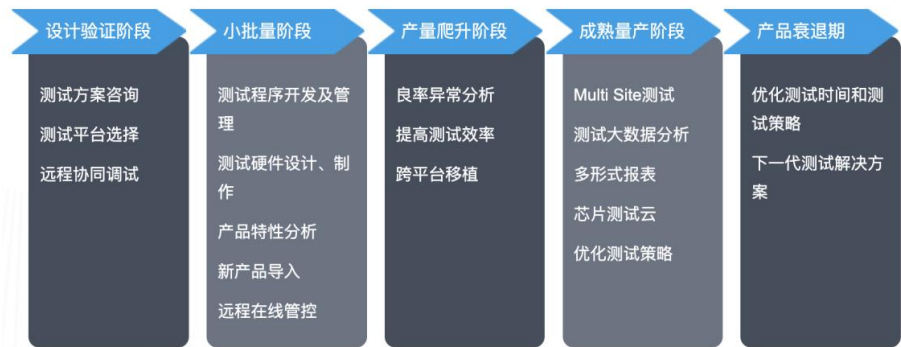 设计验证阶段
测试方案咨询
测试平台选择
远程协同调试
小批量阶段
测试程序开发及管
理
测试硬件设计、制
作
产品特性分析
新产品导入
远程在线管控
产量爬升阶段
良率异常分析
提高测试效率
跨平台移植
成熟量产阶段
Multi Site测试
测试大数据分析
多形式报表
芯片测试云
优化测试策略
产品衰退期
优化测试时间和测
试策略
下一代测试解决方
案